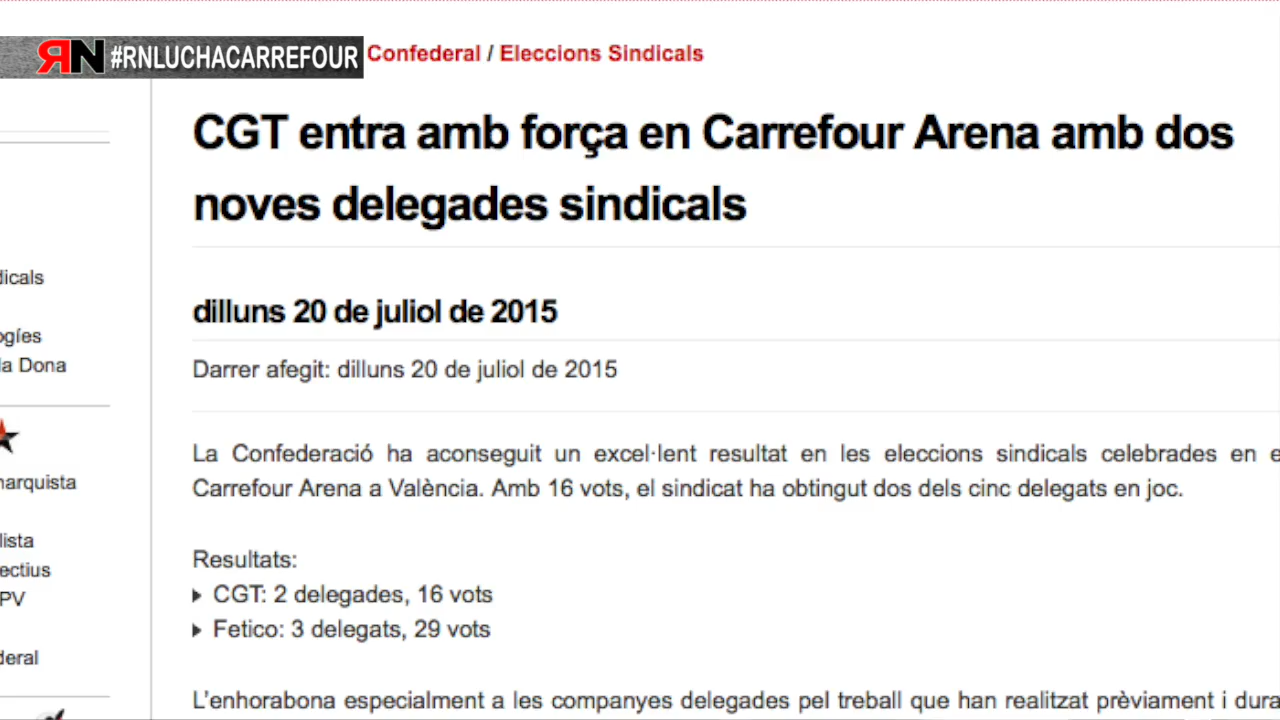 RN #RNLUCHACARREFOUR Confederal / Eleccions Sindicals
CGT entra amb força en Carrefour Arena amb dos
noves delegades sindicals
dilluns 20 de juliol de 2015
Darrer afegit: dilluns 20 de juliol de 2015
La Confederació ha aconseguit un excel·lent resultat en les eleccions sindicals celebrades en
Carrefour Arena a València. Amb 16 vots, el sindicat ha obtingut dos dels cinc delegats en joc.
Resultats:
CGT: 2 delegades, 16 vots
Fetico: 3 delegats, 29 vots
L'enhorabona especialment a les companyes delegades pel treball que han realitzat prèviament i dura
dicals
ogíes
la Dona
narquista
lista
ectius
PV
deral